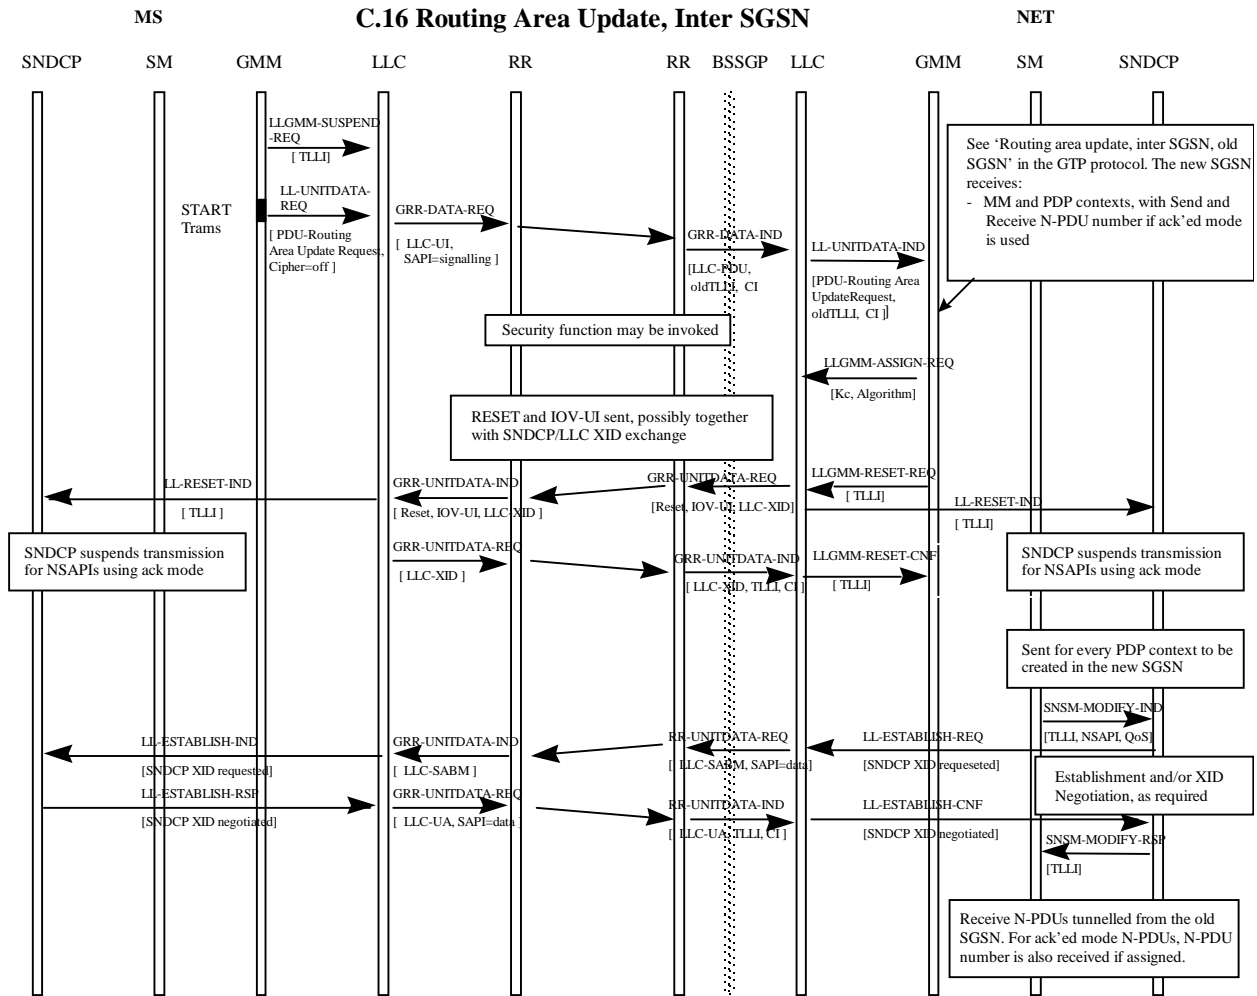 MS
C.16 Routing Area Update, Inter SGSN
NET
SNDCP SM GMM LLC RR RR BSSGP LLC GMM SM SNDCP
LLGMM-SUSPEND
-REQ
[ TLLI]
LL-UNITDATA-
REQ
START
Trams
[ PDU-Routing
Area Update Request,
Cipher=off ]
GRR-DATA-REQ
[ LLC-UI,
SAPI=signalling ]
GRR-DATA-IND
[LLC-PDU,
oldTLLI, CI
LL-UNITDATA-IND
[PDU-Routing Area
UpdateRequest,
oldTLLI, CI ]]
See ‘Routing area update, inter SGSN, old
SGSN’ in the GTP protocol. The new SGSN
receives:
- MM and PDP contexts, with Send and
Receive N-PDU number if ack’ed mode
is used
Security function may be invoked
LLGMM-ASSIGN-REQ
[Kc, Algorithm]
RESET and IOV-UI sent, possibly together
with SNDCP/LLC XID exchange
LL-RESET-IND
[ TLLI ]
GRR-UNITDATA-IND
[ Reset, IOV-UI, LLC-XID ]
GRR-UNITDATA-REQ
[Reset, IOV-UI, LLC-XID]
LLGMM-RESET-REQ
[ TLLI]
LL-RESET-IND
[ TLLI]
SNDCP suspends transmission
for NSAPIs using ack mode
GRR-UNITDATA-REQ
[ LLC-XID ]
GRR-UNITDATA-IND
[ LLC-XID, TLLI, CI ]
LLGMM-RESET-CNF
[ TLLI]
SNDCP suspends transmission
for NSAPIs using ack mode
Sent for every PDP context to be
created in the new SGSN
SNSM-MODIFY-IND
[TLLI, NSAPI, QoS]
LL-ESTABLISH-IND
[SNDCP XID requested]
GRR-UNITDATA-IND
[ LLC-SABM ]
RR-UNITDATA-REQ
[ LLC-SABM, SAPI=data]
LL-ESTABLISH-REQ
[SNDCP XID requeseted]
Establishment and/or XID
Negotiation, as required
LL-ESTABLISH-RSP
[SNDCP XID negotiated]
GRR-UNITDATA-REQ
[ LLC-UA, SAPI=data ]
RR-UNITDATA-IND
[ LLC-UA, TLLI, CI ]
LL-ESTABLISH-CNF
[SNDCP XID negotiated]
SNSM-MODIFY-RSP
[TLLI]
Receive N-PDUs tunnelled from the old
SGSN. For ack’ed mode N-PDUs, N-PDU
number is also received if assigned.